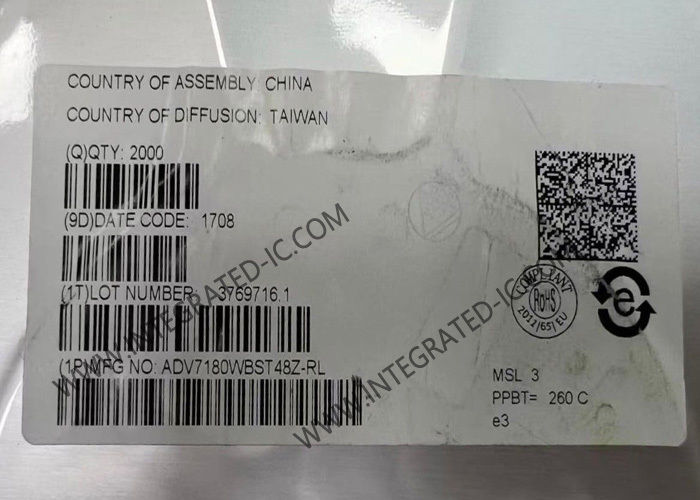 COUNTRY OF ASSEMBLY: CHINA
COUNTRY OF DIFFUSION: TAIWAN
(Q)QTY: 2000
(9D)DATE CODE: 1708
(1T)LOT NUMBER: 3769716.1
(1P)MFG NO: ADV7180WBST48Z-RL
COMPLIANT
RoHS
2011/65/EU
e
MSL 3
PPBT= 260 C
e3
WWW.INTEGRATED-IC.COM
WWW.INTEGRATED-IC.COM